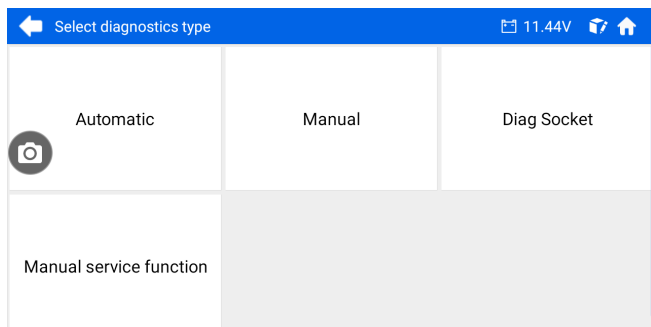 Select diagnostics type 11.44V
Automatic Manual Diag Socket
Manual service function